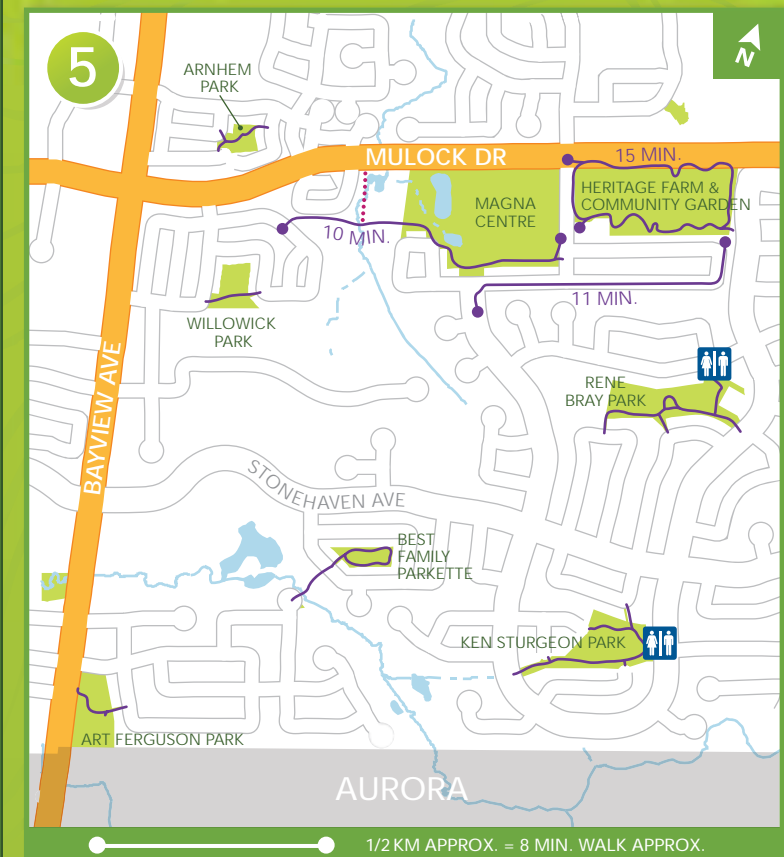 5
N
ARNHEM
PARK
MULOCK DR
15 MIN.
HERITAGE FARM &
COMMUNITY GARDEN
MAGNA
CENTRE
10 MIN.
11 MIN.
WILLOWICK
PARK
BAYVIEW AVE
RENE
BRAY PARK
STONEHAVEN AVE
BEST
FAMILY
PARKETTE
KEN STURGEON PARK
ART FERGUSON PARK
AURORA
1/2 KM APPROX. = 8 MIN. WALK APPROX.